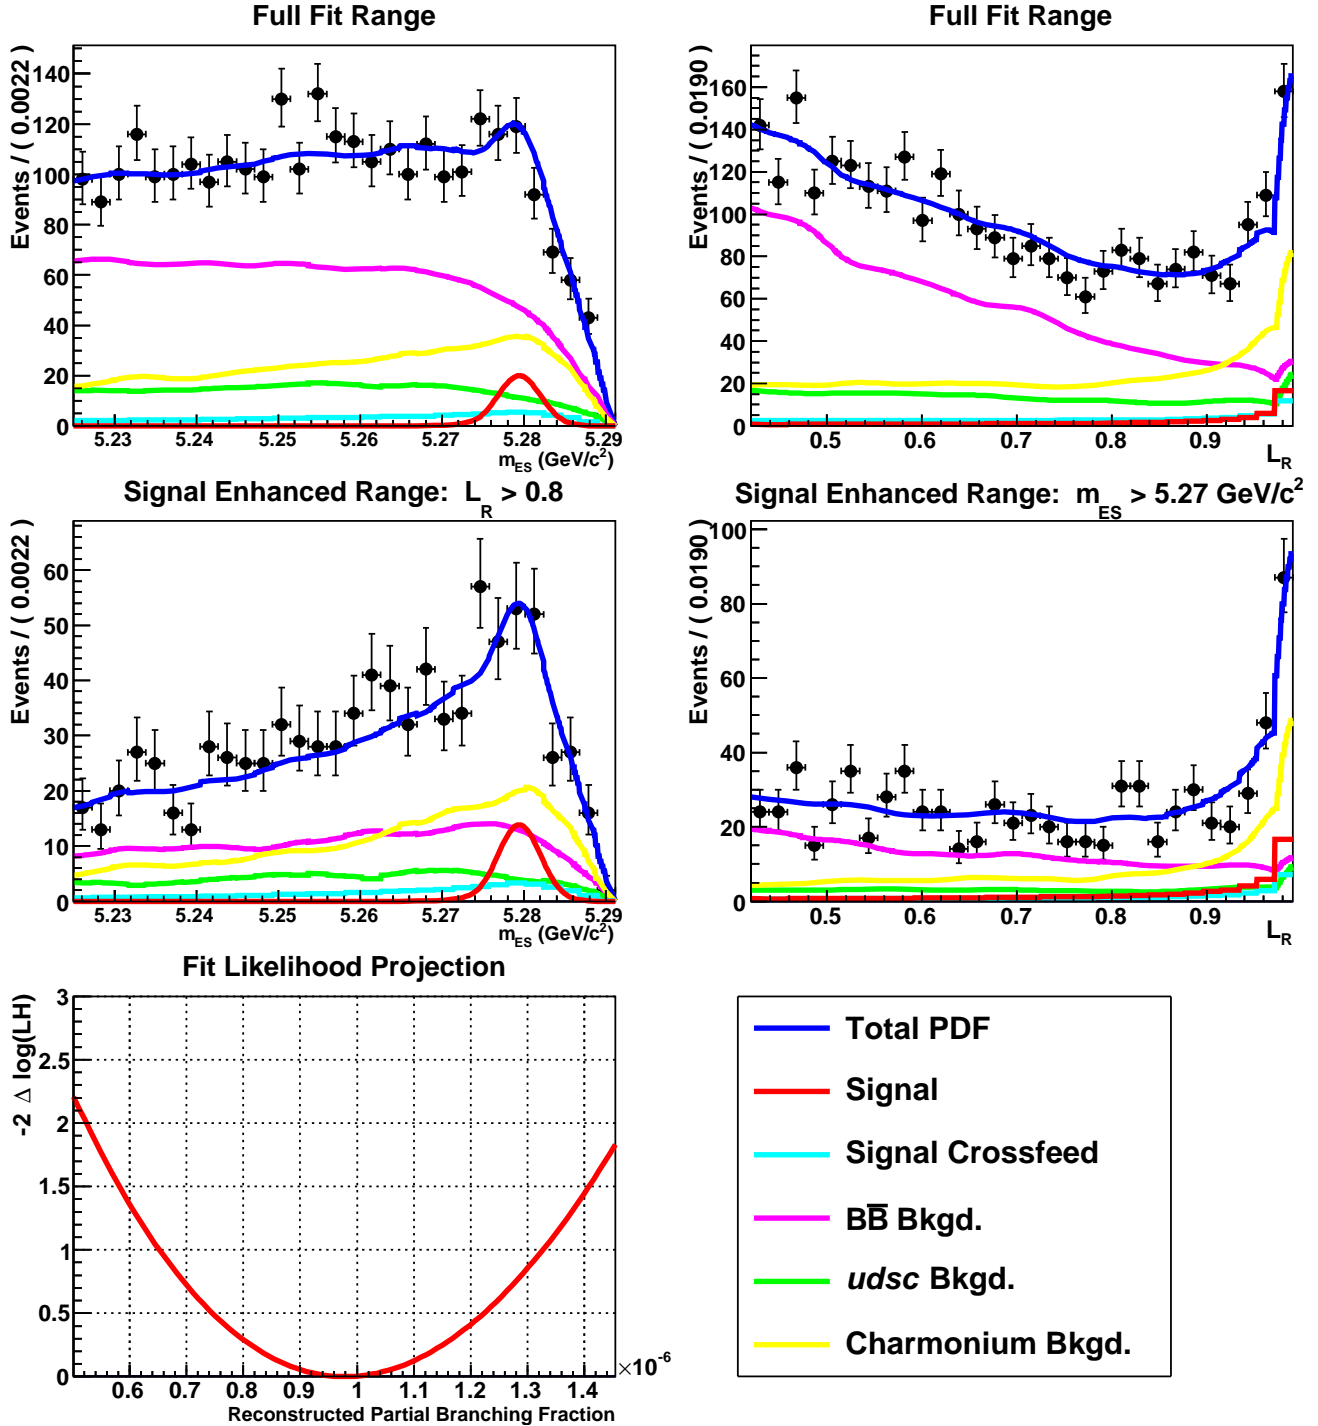 Full Fit Range
Events / ( 0.0022 )
140
120
100
80
60
40
20
0
5.23 5.24 5.25 5.26 5.27 5.28 5.29
m_ES (GeV/c²)
Full Fit Range
Events / ( 0.0190 )
160
140
120
100
80
60
40
20
0
0.5 0.6 0.7 0.8 0.9
L_R
Signal Enhanced Range: L_R > 0.8
Events / ( 0.0022 )
60
50
40
30
20
10
0
5.23 5.24 5.25 5.26 5.27 5.28 5.29
m_ES (GeV/c²)
Signal Enhanced Range: m_ES > 5.27 GeV/c²
Events / ( 0.0190 )
100
80
60
40
20
0
0.5 0.6 0.7 0.8 0.9
L_R
Fit Likelihood Projection
-2 Δ log(LH)
3
2.5
2
1.5
1
0.5
0
0.6 0.7 0.8 0.9 1 1.1 1.2 1.3 1.4
×10⁻⁶
Reconstructed Partial Branching Fraction
Total PDF
Signal
Signal Crossfeed
BB̅ Bkgd.
udsc Bkgd.
Charmonium Bkgd.